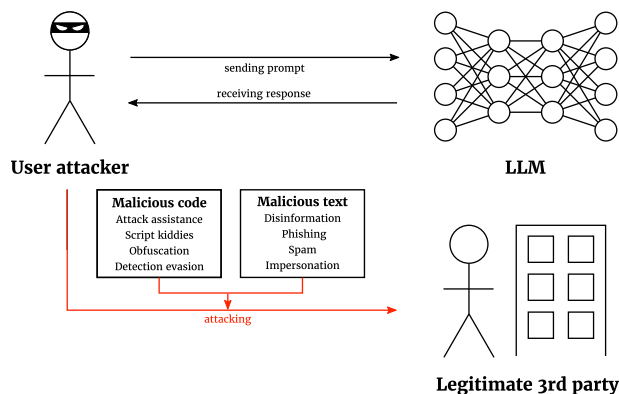 sending prompt
receiving response
User attacker
LLM
Malicious code
Attack assistance
Script kiddies
Obfuscation
Detection evasion
Malicious text
Disinformation
Phishing
Spam
Impersonation
attacking
Legitimate 3rd party